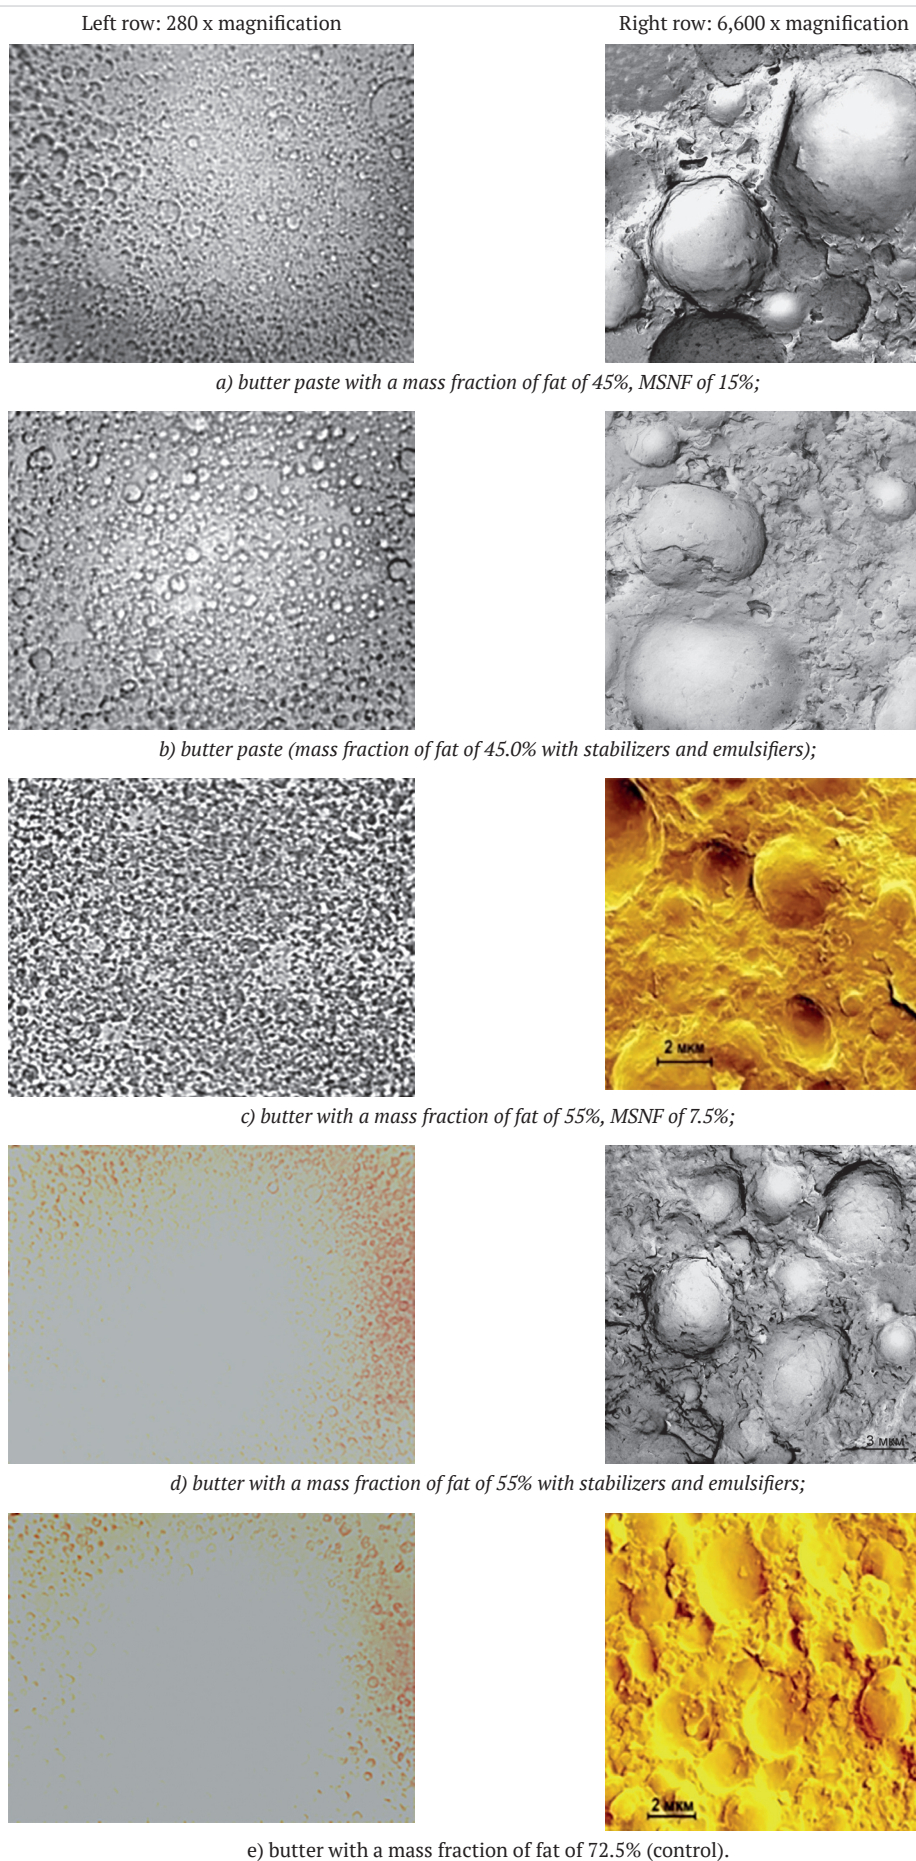 Left row: 280 x magnification
Right row: 6,600 x magnification
a) butter paste with a mass fraction of fat of 45%, MSNF of 15%;
b) butter paste (mass fraction of fat of 45.0% with stabilizers and emulsifiers);
2 мкм
c) butter with a mass fraction of fat of 55%, MSNF of 7.5%;
3 мкм
d) butter with a mass fraction of fat of 55% with stabilizers and emulsifiers;
2 мкм
e) butter with a mass fraction of fat of 72.5% (control).